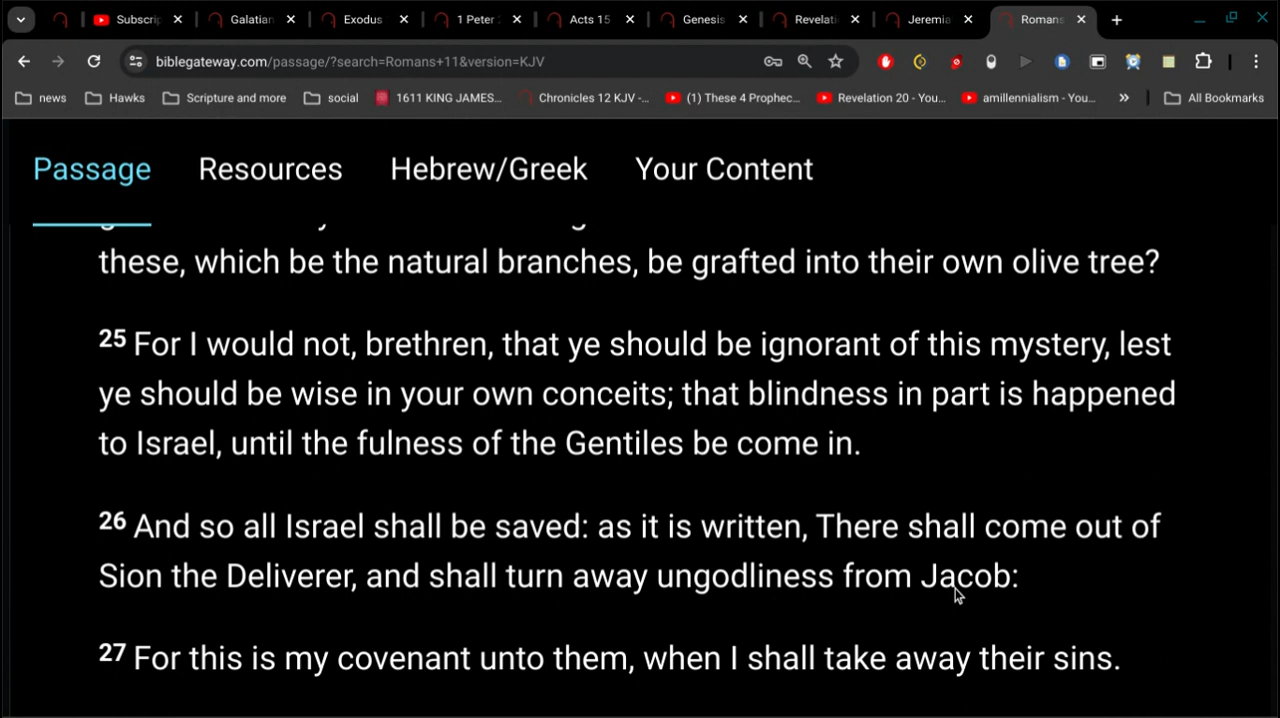 Subscri
Galatian
Exodus
1 Peter
Acts 15
Genesis
Revelati
Jeremia
Romans
biblegateway.com/passage/?search=Romans+11&version=KJV
news
Hawks
Scripture and more
social
1611 KING JAMES...
Chronicles 12 KJV -...
(1) These 4 Prophec...
Revelation 20 - You...
amillennialism - You...
»
All Bookmarks
Passage
Resources
Hebrew/Greek
Your Content
these, which be the natural branches, be grafted into their own olive tree?
25 For I would not, brethren, that ye should be ignorant of this mystery, lest
ye should be wise in your own conceits; that blindness in part is happened
to Israel, until the fulness of the Gentiles be come in.
26 And so all Israel shall be saved: as it is written, There shall come out of
Sion the Deliverer, and shall turn away ungodliness from Jacob:
27 For this is my covenant unto them, when I shall take away their sins.